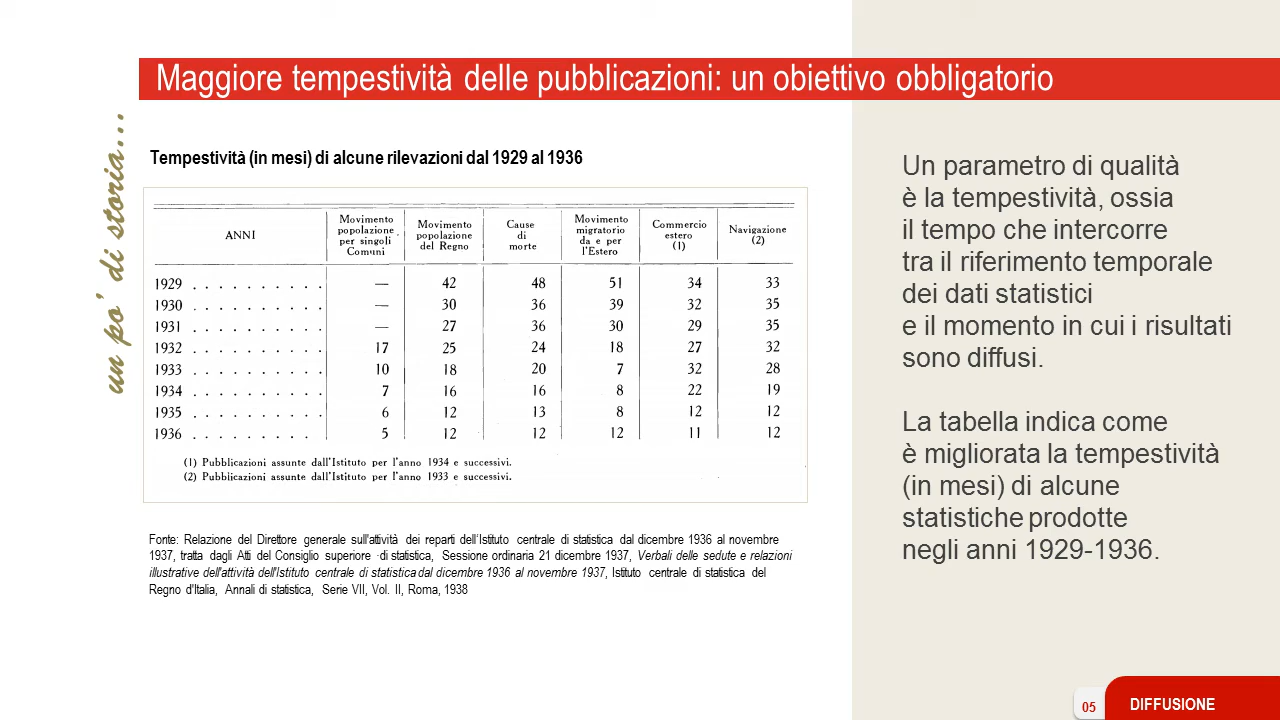 Maggiore tempestività delle pubblicazioni: un obiettivo obbligatorio
un po' di storia...
Tempestività (in mesi) di alcune rilevazioni dal 1929 al 1936
ANNI | Movimento popolazione per singoli Comuni | Movimento popolazione del Regno | Cause di morte | Movimento migratorio da e per l'Estero | Commercio estero (1) | Navigazione (2)
1929 . . . . . . . . . . — 42 48 51 34 33
1930 . . . . . . . . . . — 30 36 39 32 35
1931 . . . . . . . . . . — 27 36 30 29 35
1932 . . . . . . . . . . 17 25 24 18 27 32
1933 . . . . . . . . . . 10 18 20 7 32 28
1934 . . . . . . . . . . 7 16 16 8 22 19
1935 . . . . . . . . . . 6 12 13 8 12 12
1936 . . . . . . . . . 5 12 12 12 11 12
(1) Pubblicazioni assunte dall'Istituto per l'anno 1934 e successivi.
(2) Pubblicazioni assunte dall'Istituto per l'anno 1933 e successivi.
Fonte: Relazione del Direttore generale sull'attività dei reparti dell'Istituto centrale di statistica dal dicembre 1936 al novembre
1937, tratta dagli Atti del Consiglio superiore di statistica, Sessione ordinaria 21 dicembre 1937, Verbali delle sedute e relazioni
illustrative dell'attività dell'Istituto centrale di statistica dal dicembre 1936 al novembre 1937, Istituto centrale di statistica del
Regno d'Italia, Annali di statistica, Serie VII, Vol. II, Roma, 1938
Un parametro di qualità
è la tempestività, ossia
il tempo che intercorre
tra il riferimento temporale
dei dati statistici
e il momento in cui i risultati
sono diffusi.
La tabella indica come
è migliorata la tempestività
(in mesi) di alcune
statistiche prodotte
negli anni 1929-1936.
05
DIFFUSIONE